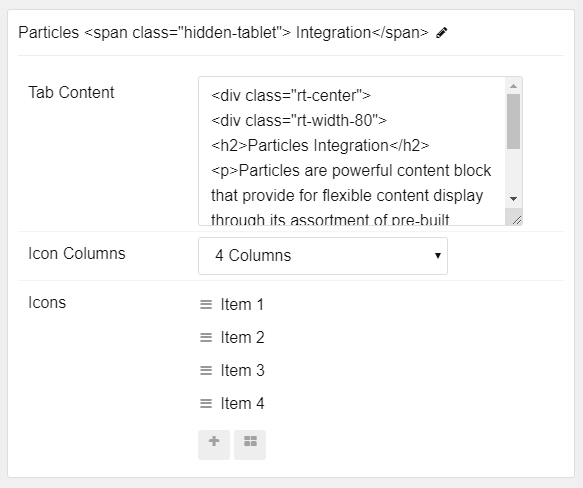 Particles <span class="hidden-tablet"> Integration</span>
Tab Content
<div class="rt-center">
<div class="rt-width-80">
<h2>Particles Integration</h2>
<p>Particles are powerful content block
that provide for flexible content display
through its assortment of pre-built
Icon Columns
4 Columns
Icons
Item 1
Item 2
Item 3
Item 4